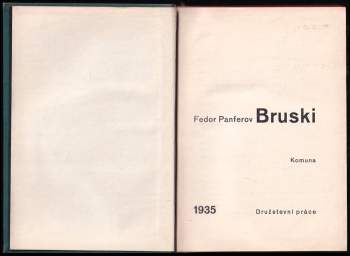 Fedor Panferov Bruski
Komuna
1935 Družstevní práce